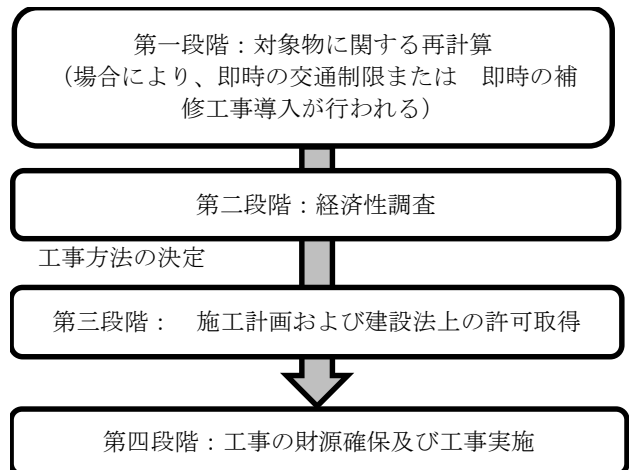 第一段階：対象物に関する再計算
（場合により、即時の交通制限または　即時の補
修工事導入が行われる）
第二段階：経済性調査
工事方法の決定
第三段階：　施工計画および建設法上の許可取得
第四段階：工事の財源確保及び工事実施